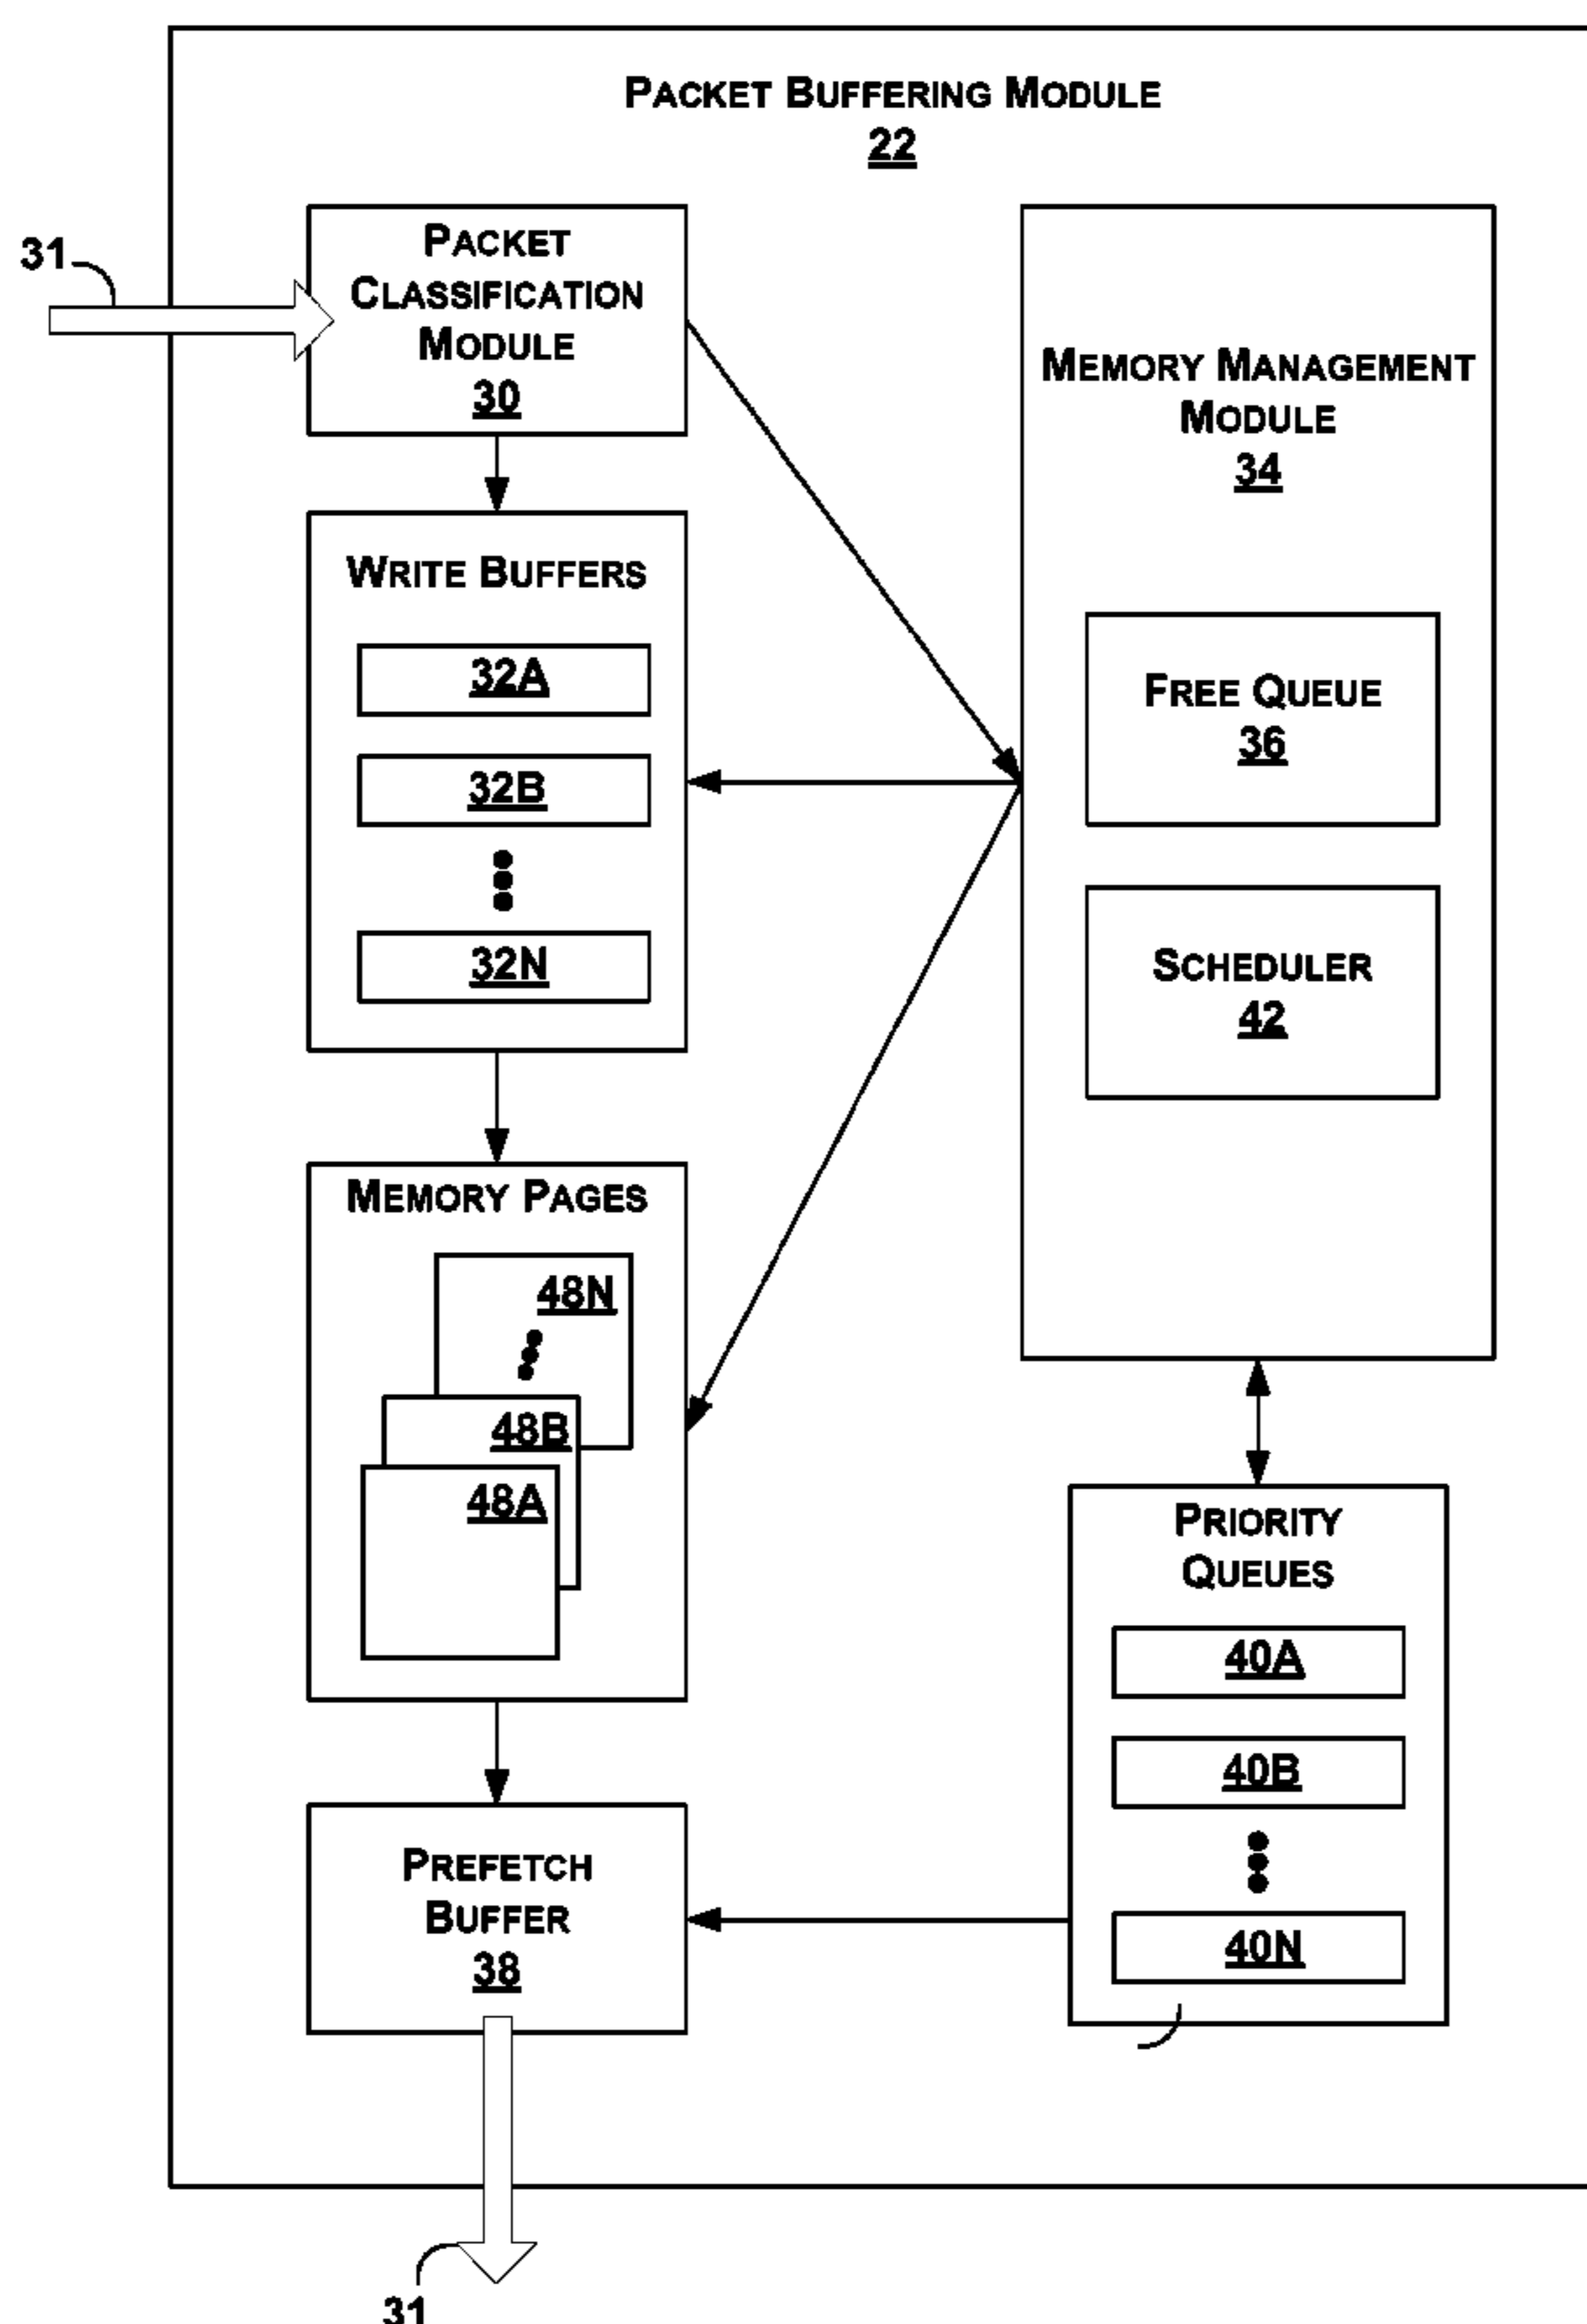 PACKET BUFFERING MODULE
22
31
PACKET
CLASSIFICATION
MODULE
30
MEMORY MANAGEMENT
MODULE
34
WRITE BUFFERS
32A
32B
32N
FREE QUEUE
36
SCHEDULER
42
MEMORY PAGES
48N
48B
48A
PRIORITY
QUEUES
40A
40B
40N
PREFETCH
BUFFER
38
31